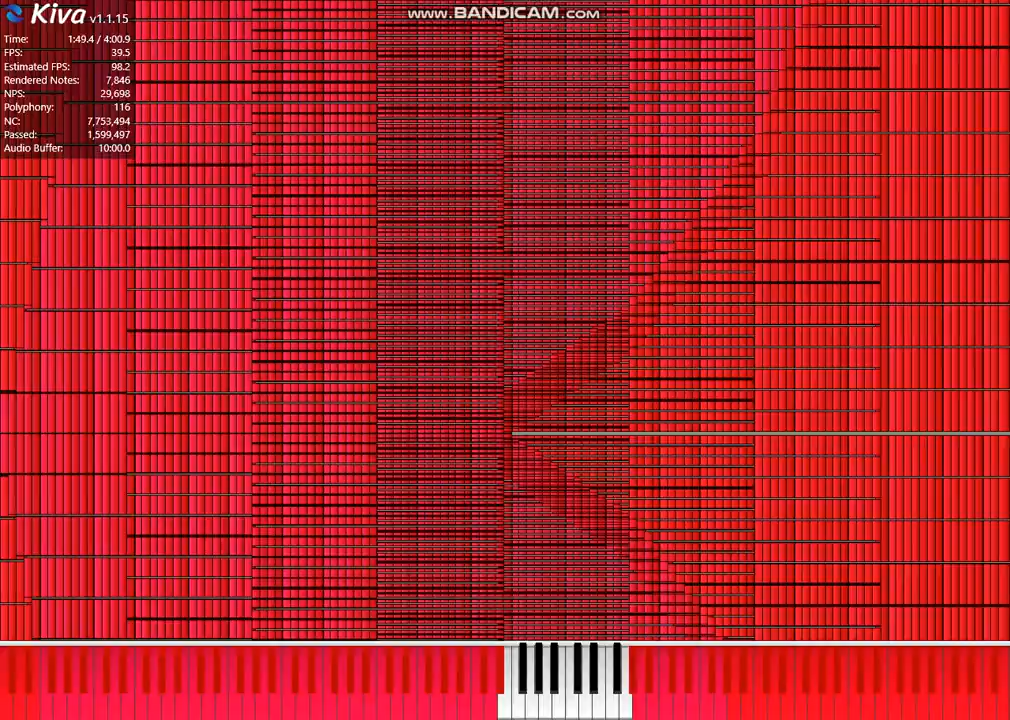 Kiva v1.1.15
www.BANDICAM.com
Time: 1:49.4 / 4:00.9
FPS: 39.5
Estimated FPS: 98.2
Rendered Notes: 7,846
NPS: 29,698
Polyphony: 116
NC: 7,753,494
Passed: 1,599,497
Audio Buffer: 10:00.0